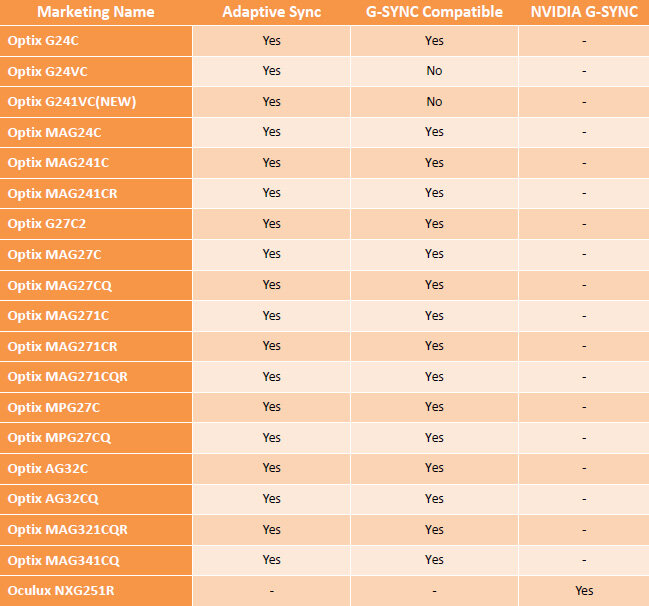 Marketing Name Adaptive Sync G-SYNC Compatible NVIDIA G-SYNC
Optix G24C Yes Yes -
Optix G24VC Yes No -
Optix G241VC(NEW) Yes No -
Optix MAG24C Yes Yes -
Optix MAG241C Yes Yes -
Optix MAG241CR Yes Yes -
Optix G27C2 Yes Yes -
Optix MAG27C Yes Yes -
Optix MAG27CQ Yes Yes -
Optix MAG271C Yes Yes -
Optix MAG271CR Yes Yes -
Optix MAG271CQR Yes Yes -
Optix MPG27C Yes Yes -
Optix MPG27CQ Yes Yes -
Optix AG32C Yes Yes -
Optix AG32CQ Yes Yes -
Optix MAG321CQR Yes Yes -
Optix MAG341CQ Yes Yes -
Oculux NXG251R - - Yes